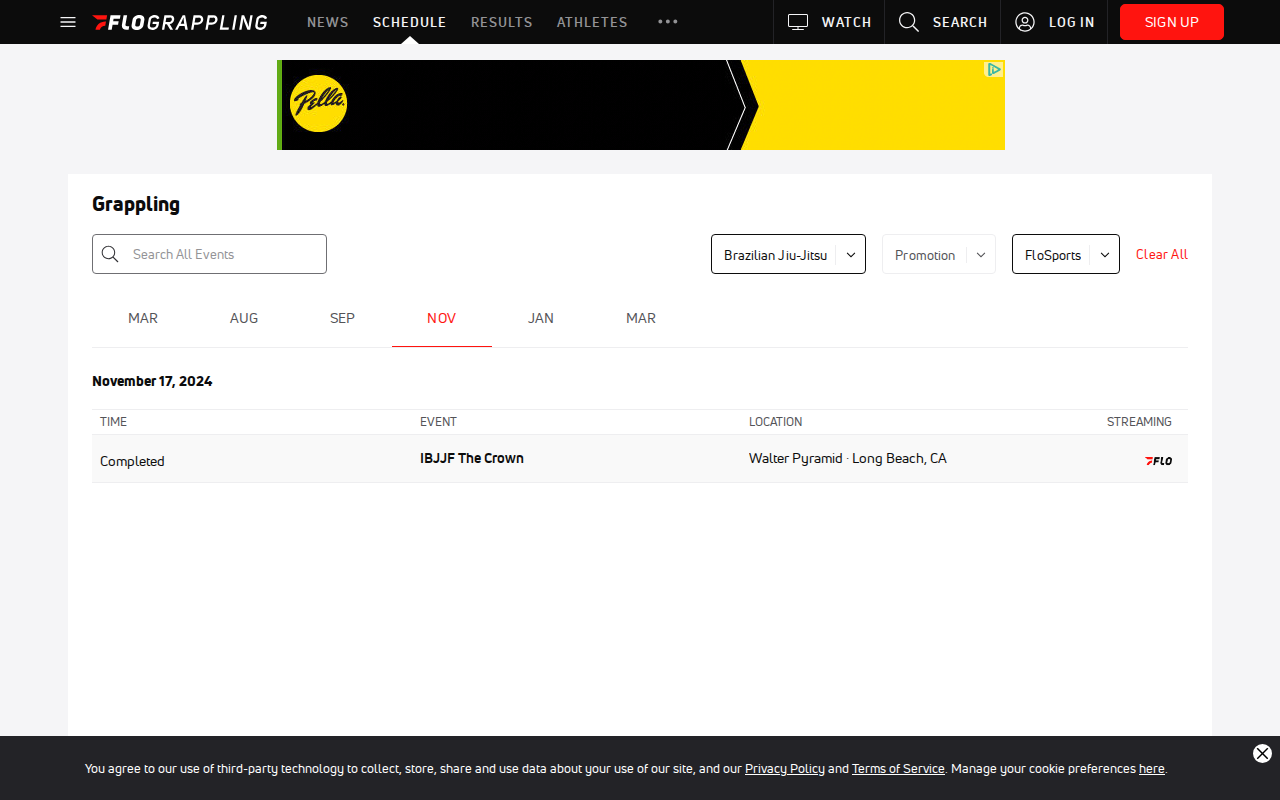 FLOGRAPPLING
NEWS
SCHEDULE
RESULTS
ATHLETES
WATCH
SEARCH
LOG IN
SIGN UP
Pella
Grappling
Search All Events
Brazilian Jiu-Jitsu
Promotion
FloSports
Clear All
MAR
AUG
SEP
NOV
JAN
MAR
November 17, 2024
TIME
EVENT
LOCATION
STREAMING
Completed
IBJJF The Crown
Walter Pyramid · Long Beach, CA
FLO
You agree to our use of third-party technology to collect, store, share and use data about your use of our site, and our Privacy Policy and Terms of Service. Manage your cookie preferences here.